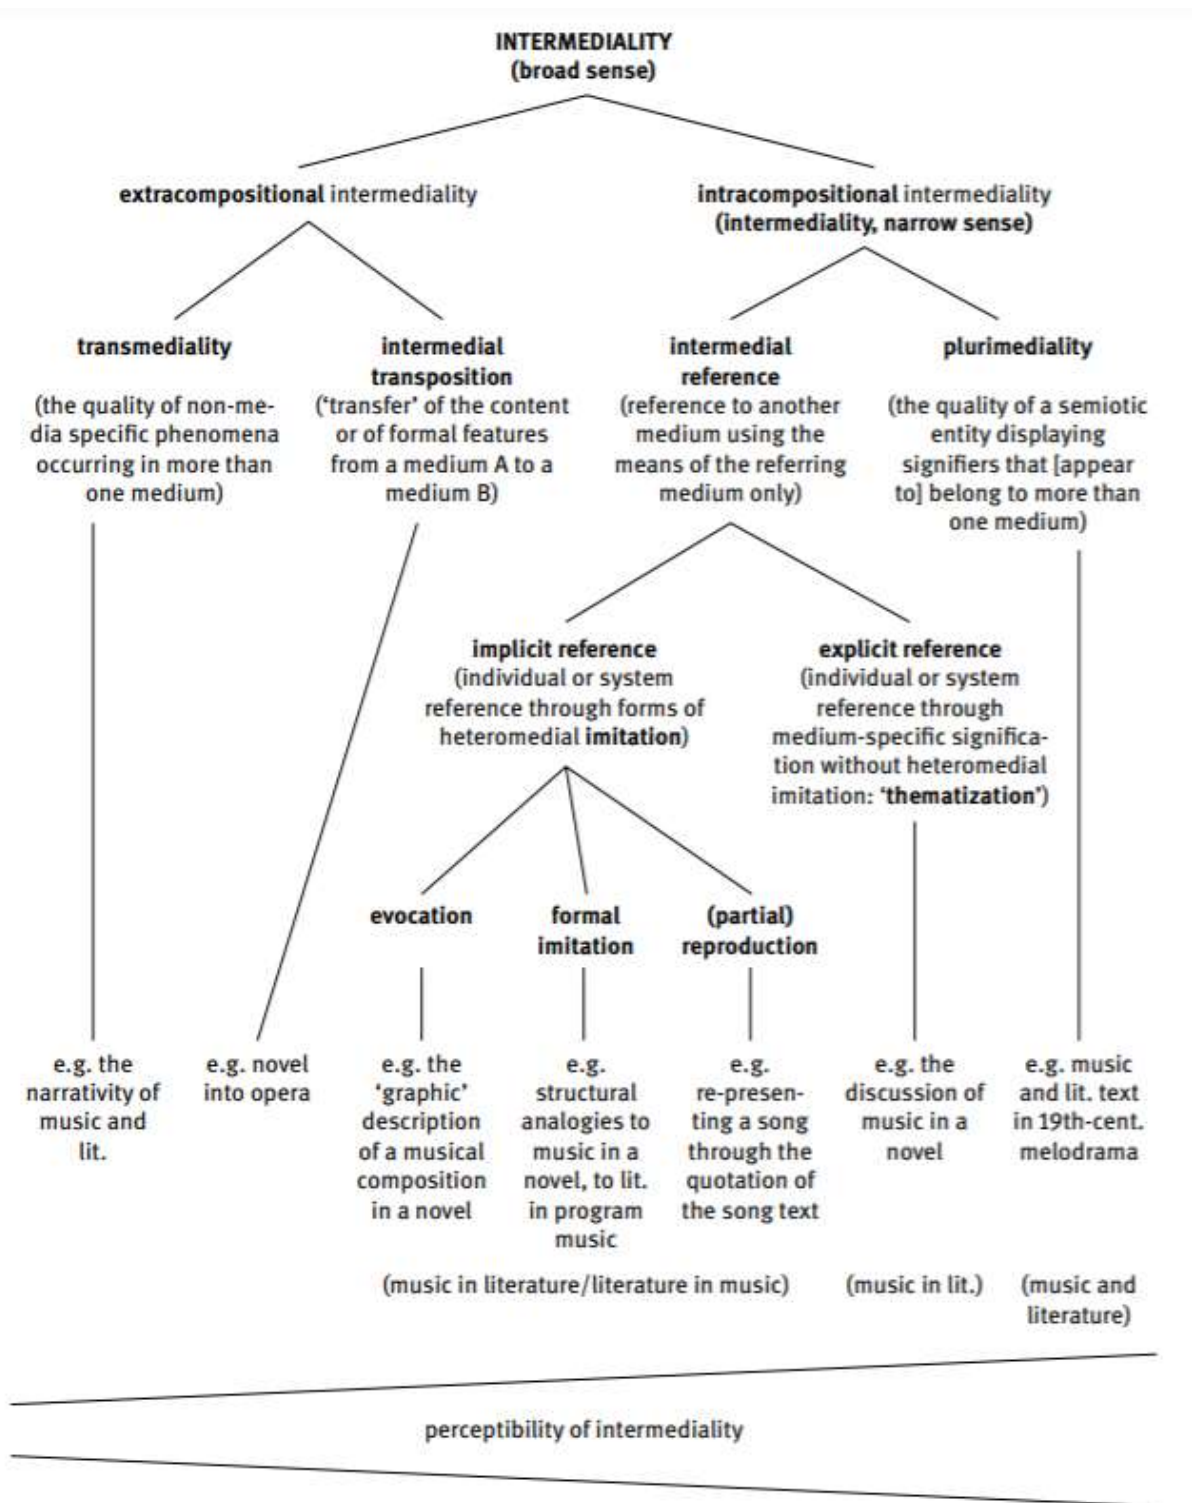 INTERMEDIALITY
(broad sense)
extracompositional intermediality
intracompositional intermediality
(intermediality, narrow sense)
transmediality
(the quality of non-me-
dia specific phenomena
occurring in more than
one medium)
intermedial
transposition
(‘transfer’ of the content
or of formal features
from a medium A to a
medium B)
intermedial
reference
(reference to another
medium using the
means of the referring
medium only)
plurimediality
(the quality of a semiotic
entity displaying
signifiers that [appear
to] belong to more than
one medium)
implicit reference
(individual or system
reference through forms of
heteromedial imitation)
explicit reference
(individual or system
reference through
medium-specific significa-
tion without heteromedial
imitation: ‘thematization’)
evocation
formal
imitation
(partial)
reproduction
e.g. the
narrativity of
music and
lit.
e.g. novel
into opera
e.g. the
‘graphic’
description
of a musical
composition
in a novel
e.g.
structural
analogies to
music in a
novel, to lit.
in program
music
e.g.
re-presen-
ting a song
through the
quotation of
the song text
e.g. the
discussion of
music in a
novel
e.g. music
and lit. text
in 19th-cent.
melodrama
(music in literature/literature in music)
(music in lit.)
(music and
literature)
perceptibility of intermediality